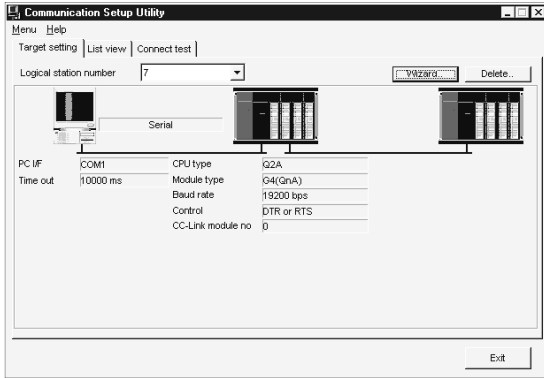 Communication Setup Utility
Menu Help
Target setting List view Connect test
Logical station number 7 Wizard.. Delete..
Serial
PC I/F COM1 CPU type Q2A
Time out 10000 ms Module type G4(QnA)
Baud rate 19200 bps
Control DTR or RTS
CC-Link module no 0
Exit